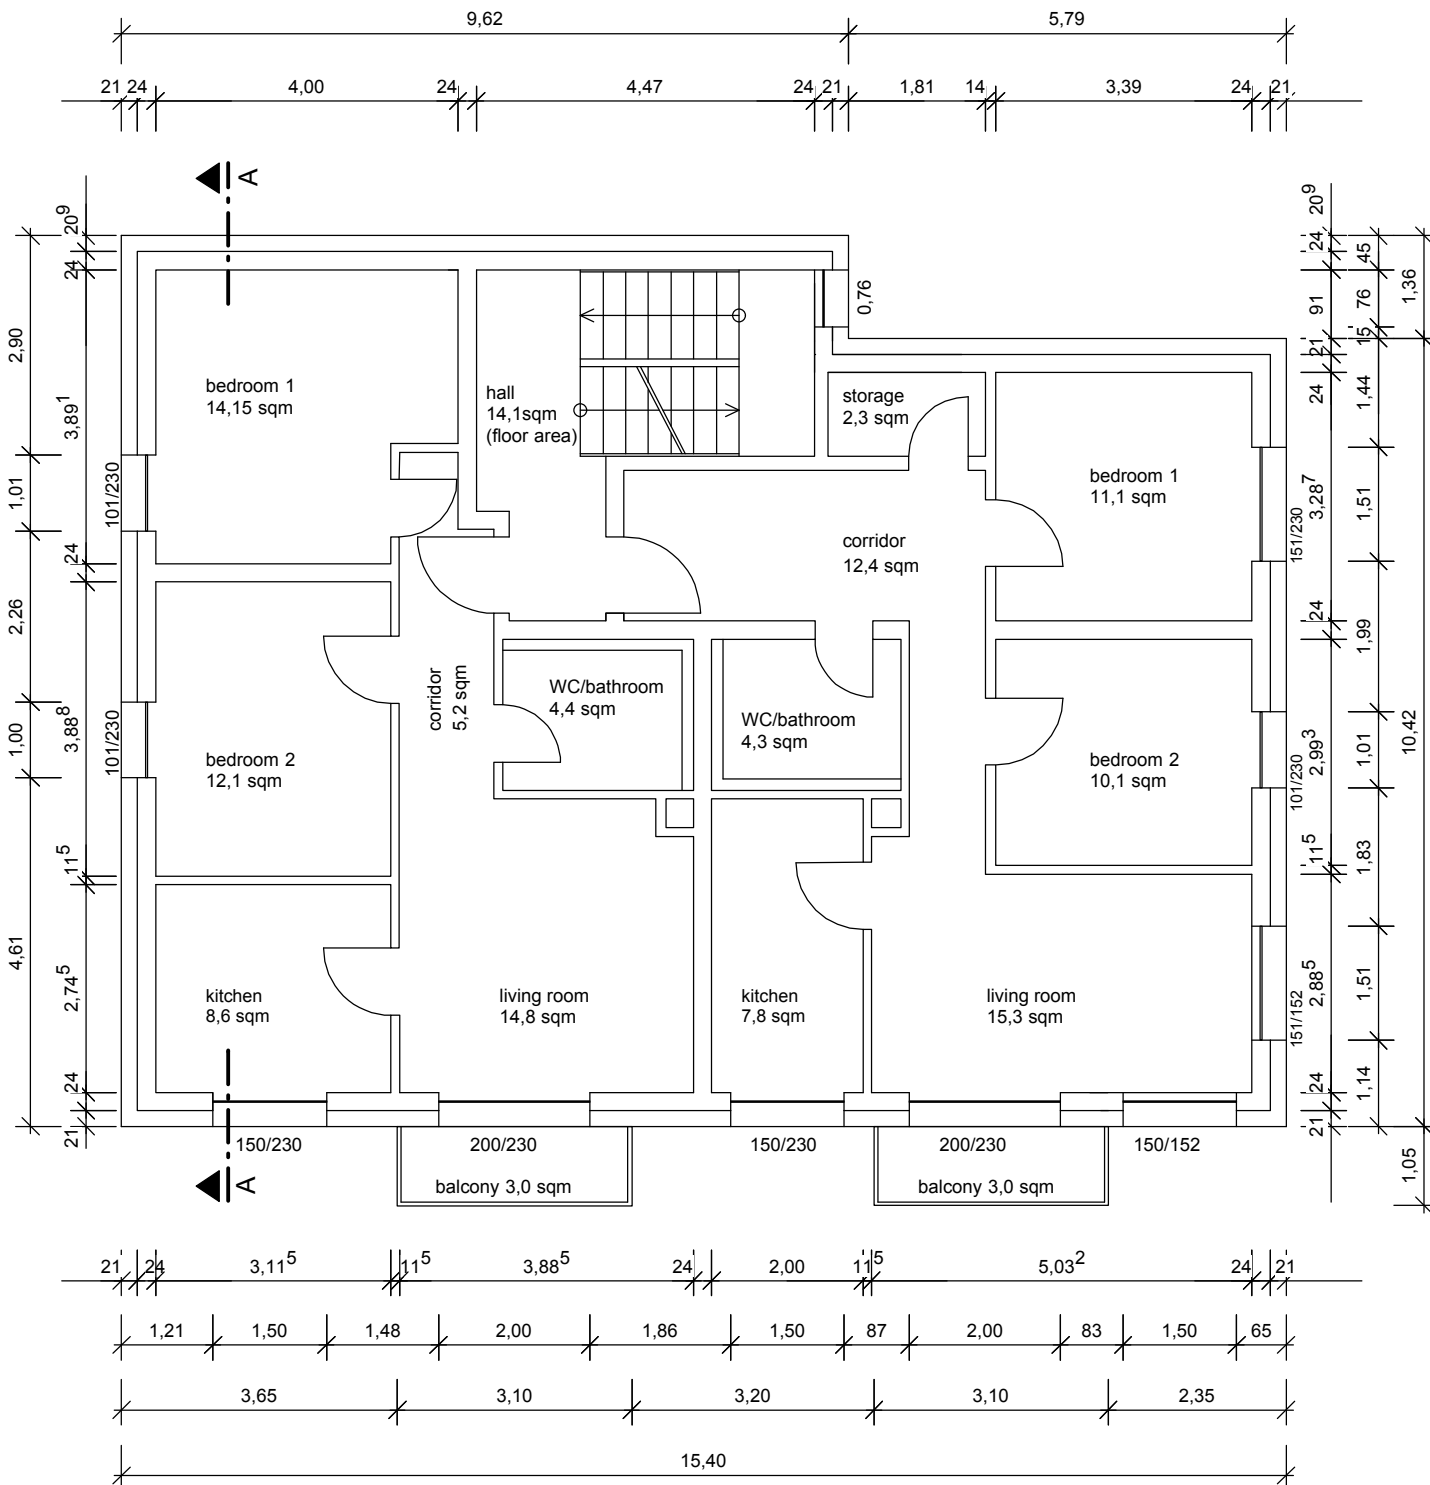 9,62
5,79
21
24
4,00
24
4,47
24
21
1,81
14
3,39
24
21
A
20⁹
24
2,90
3,89¹
1,01
24
2,26
3,88⁸
1,00
11⁵
4,61
2,74⁵
24
21
101/230
101/230
bedroom 1
14,15 sqm
hall
14,1sqm
(floor area)
0,76
storage
2,3 sqm
bedroom 1
11,1 sqm
corridor
12,4 sqm
corridor
5,2 sqm
WC/bathroom
4,4 sqm
WC/bathroom
4,3 sqm
bedroom 2
12,1 sqm
bedroom 2
10,1 sqm
kitchen
8,6 sqm
living room
14,8 sqm
kitchen
7,8 sqm
living room
15,3 sqm
151/230
101/230
151/152
20⁹
24
91
21
24
3,28⁷
24
2,99³
11⁵
2,88⁵
24
21
45
76
15
1,44
1,51
1,99
1,01
1,83
1,51
1,14
1,36
10,42
1,05
150/230
200/230
150/230
200/230
150/152
A
balcony 3,0 sqm
balcony 3,0 sqm
21
24
3,11⁵
11⁵
3,88⁵
24
2,00
11⁵
5,03²
24
21
1,21
1,50
1,48
2,00
1,86
1,50
87
2,00
83
1,50
65
3,65
3,10
3,20
3,10
2,35
15,40